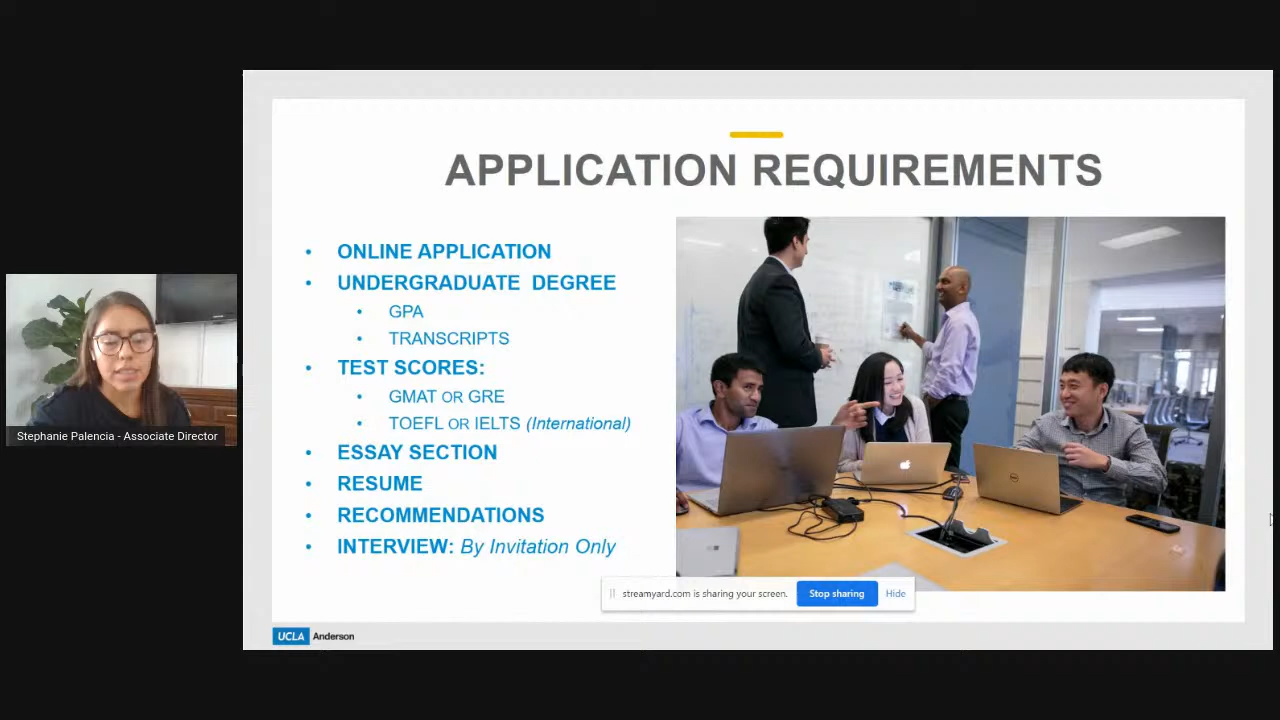 APPLICATION REQUIREMENTS
• ONLINE APPLICATION
• UNDERGRADUATE DEGREE
• GPA
• TRANSCRIPTS
• TEST SCORES:
• GMAT OR GRE
• TOEFL OR IELTS (International)
• ESSAY SECTION
• RESUME
• RECOMMENDATIONS
• INTERVIEW: By Invitation Only
Stephanie Palencia - Associate Director
streamyard.com is sharing your screen. Stop sharing Hide
UCLA Anderson